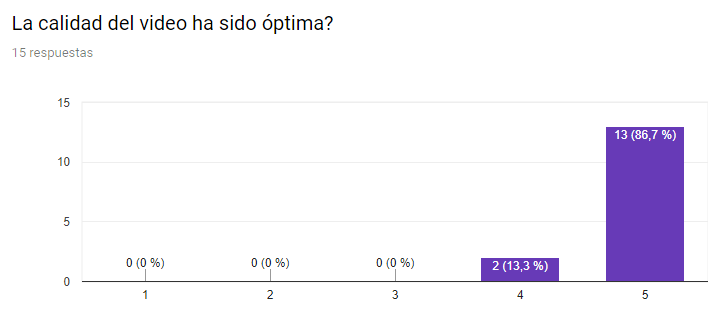 La calidad del video ha sido óptima?
15 respuestas
15
10
5
0
0 (0 %)
0 (0 %)
0 (0 %)
2 (13,3 %)
13 (86,7 %)
1
2
3
4
5